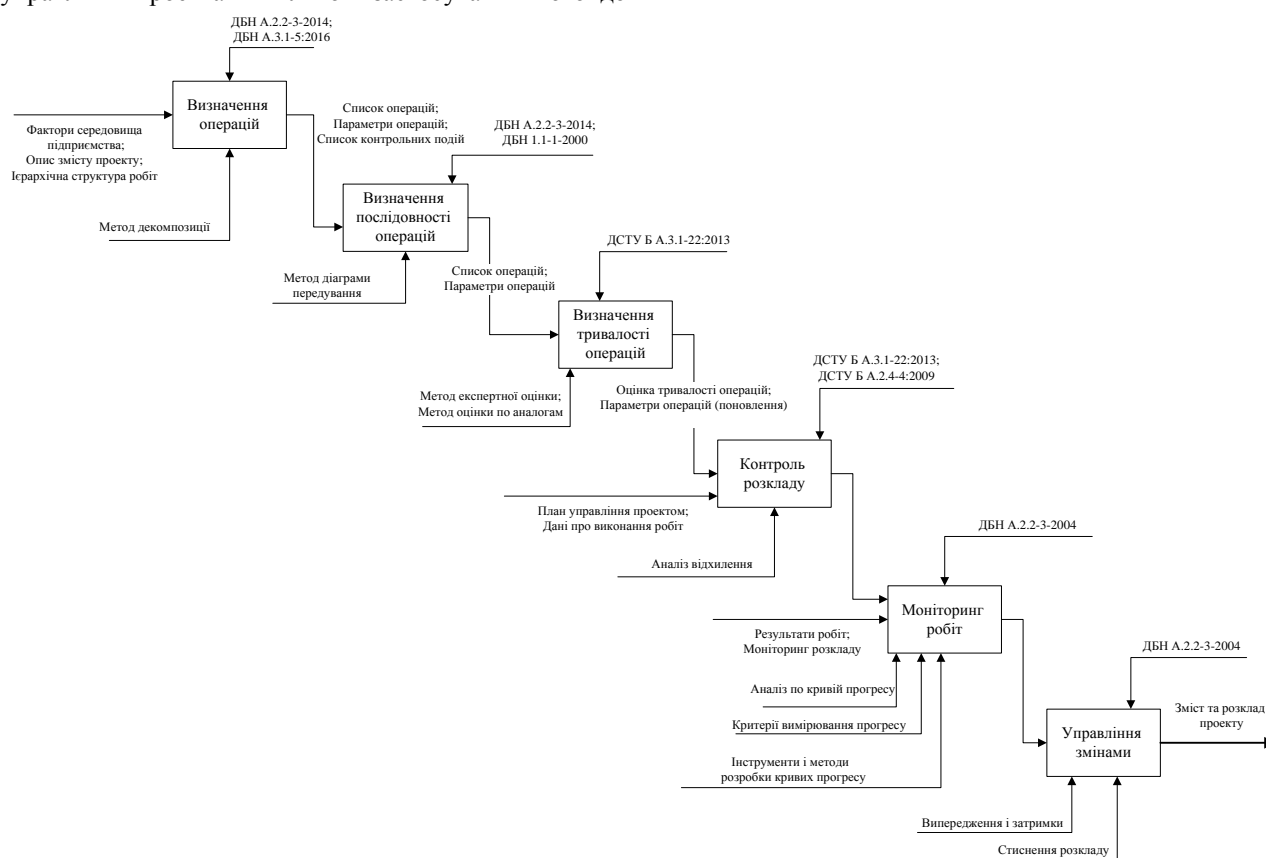 ДБН А.2.2-3-2014;
ДБН А.3.1-5:2016
Визначення
операцій
Фактори середовища
підприємства;
Опис змісту проекту;
Ієрархічна структура робіт
Список операцій;
Параметри операцій;
Список контрольних подій
ДБН А.2.2-3-2014;
ДБН 1.1-1-2000
Метод декомпозиції
Визначення
послідовності
операцій
Метод діаграми
передування
Список операцій;
Параметри операцій
ДСТУ Б А.3.1-22:2013
Визначення
тривалості
операцій
Метод експертної оцінки;
Метод оцінки по аналогам
Оцінка тривалості операцій;
Параметри операцій (поновлення)
ДСТУ Б А.3.1-22:2013;
ДСТУ Б А.2.4-4:2009
Контроль
розкладу
План управління проектом;
Дані про виконання робіт
Аналіз відхилення
ДБН А.2.2-3-2004
Моніторинг
робіт
Результати робіт;
Моніторинг розкладу
Аналіз по кривій прогресу
Критерії вимірювання прогресу
Інструменти і методи
розробки кривих прогресу
ДБН А.2.2-3-2004
Управління
змінами
Зміст та розклад
проекту
Випередження і затримки
Стиснення розкладу